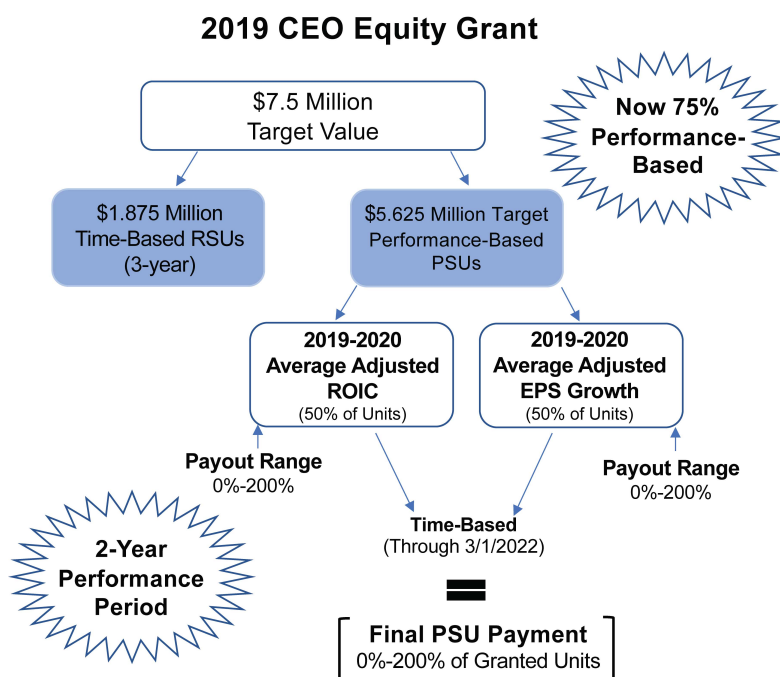 2019 CEO Equity Grant
$7.5 Million
Target Value
Now 75%
Performance-
Based
$1.875 Million
Time-Based RSUs
(3-year)
$5.625 Million Target
Performance-Based
PSUs
2019-2020
Average Adjusted
ROIC
(50% of Units)
2019-2020
Average Adjusted
EPS Growth
(50% of Units)
Payout Range
0%-200%
Payout Range
0%-200%
2-Year
Performance
Period
Time-Based
(Through 3/1/2022)
=
Final PSU Payment
0%-200% of Granted Units